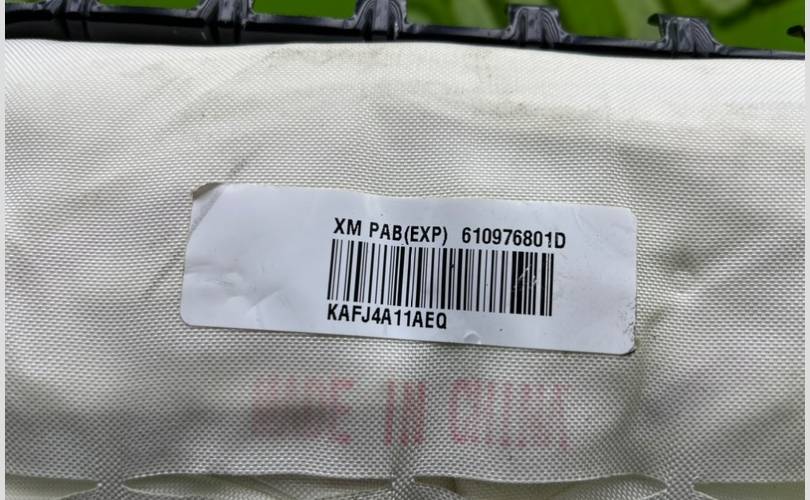 XM PAB(EXP) 610976801D
KAFJ4A11AEQ
MADE IN CHINA